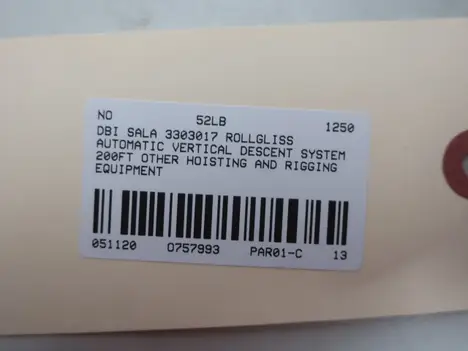 NO 52LB 1250
DBI SALA 3303017 ROLLGLISS
AUTOMATIC VERTICAL DESCENT SYSTEM
200FT OTHER HOISTING AND RIGGING
EQUIPMENT
051120 0757993 PAR01-C 13